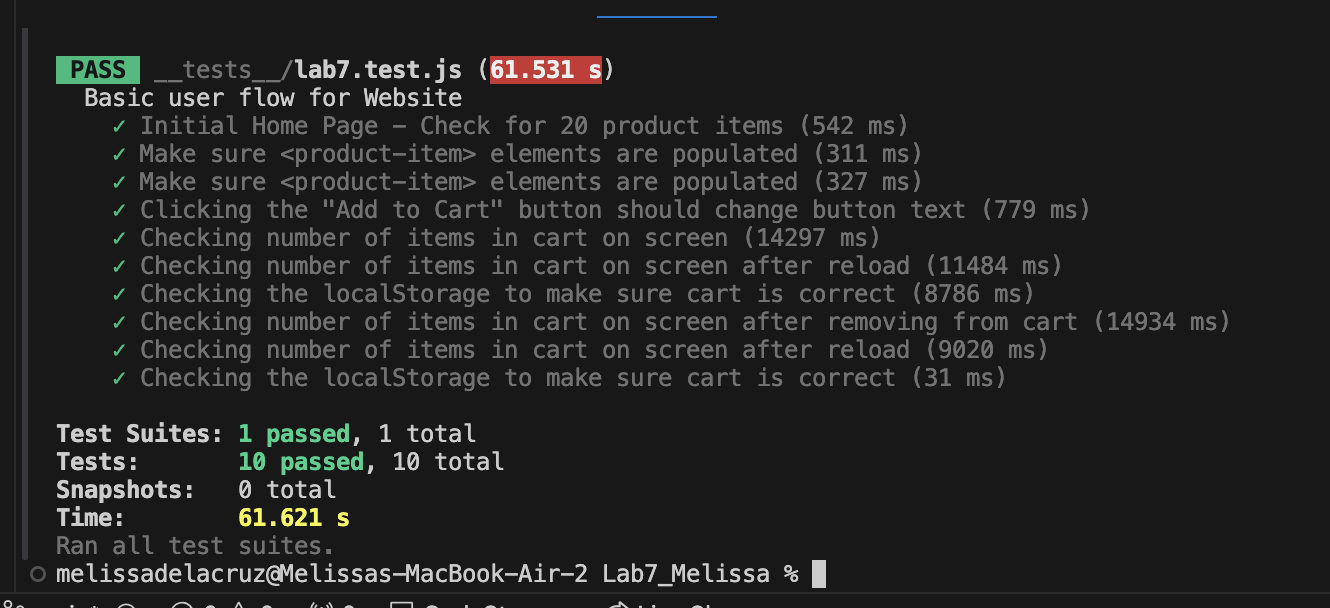 PASS __tests__/lab7.test.js (61.531 s)
Basic user flow for Website
✓ Initial Home Page – Check for 20 product items (542 ms)
✓ Make sure <product-item> elements are populated (311 ms)
✓ Make sure <product-item> elements are populated (327 ms)
✓ Clicking the "Add to Cart" button should change button text (779 ms)
✓ Checking number of items in cart on screen (14297 ms)
✓ Checking number of items in cart on screen after reload (11484 ms)
✓ Checking the localStorage to make sure cart is correct (8786 ms)
✓ Checking number of items in cart on screen after removing from cart (14934 ms)
✓ Checking number of items in cart on screen after reload (9020 ms)
✓ Checking the localStorage to make sure cart is correct (31 ms)
Test Suites: 1 passed, 1 total
Tests: 10 passed, 10 total
Snapshots: 0 total
Time: 61.621 s
Ran all test suites.
melissadelacruz@Melissas-MacBook-Air-2 Lab7_Melissa %